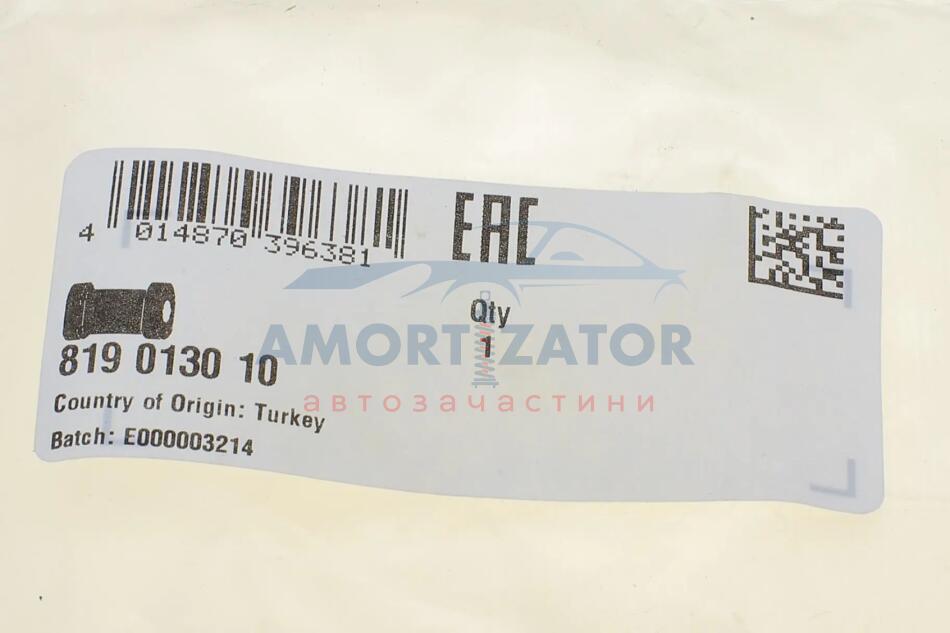 4 014870 396381
EAC
Qty
1
AMORTIZATOR
автозачастини
819 0130 10
Country of Origin: Turkey
Batch: E000003214